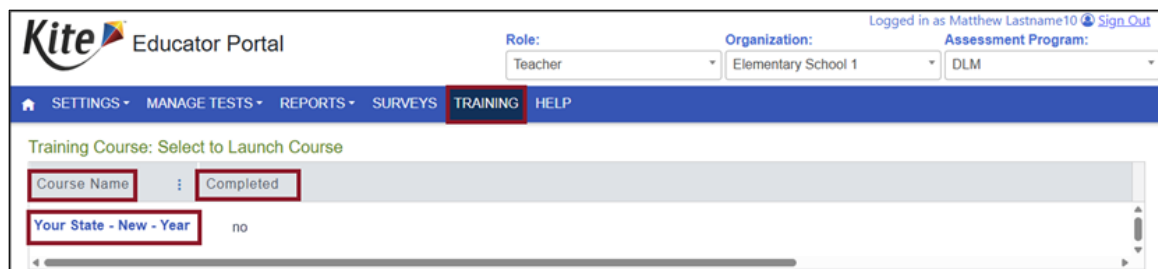 Logged in as Matthew Lastname10 Sign Out
Kite Educator Portal
Role: Organization: Assessment Program:
Teacher Elementary School 1 DLM
SETTINGS MANAGE TESTS REPORTS SURVEYS TRAINING HELP
Training Course: Select to Launch Course
Course Name Completed
Your State - New - Year no